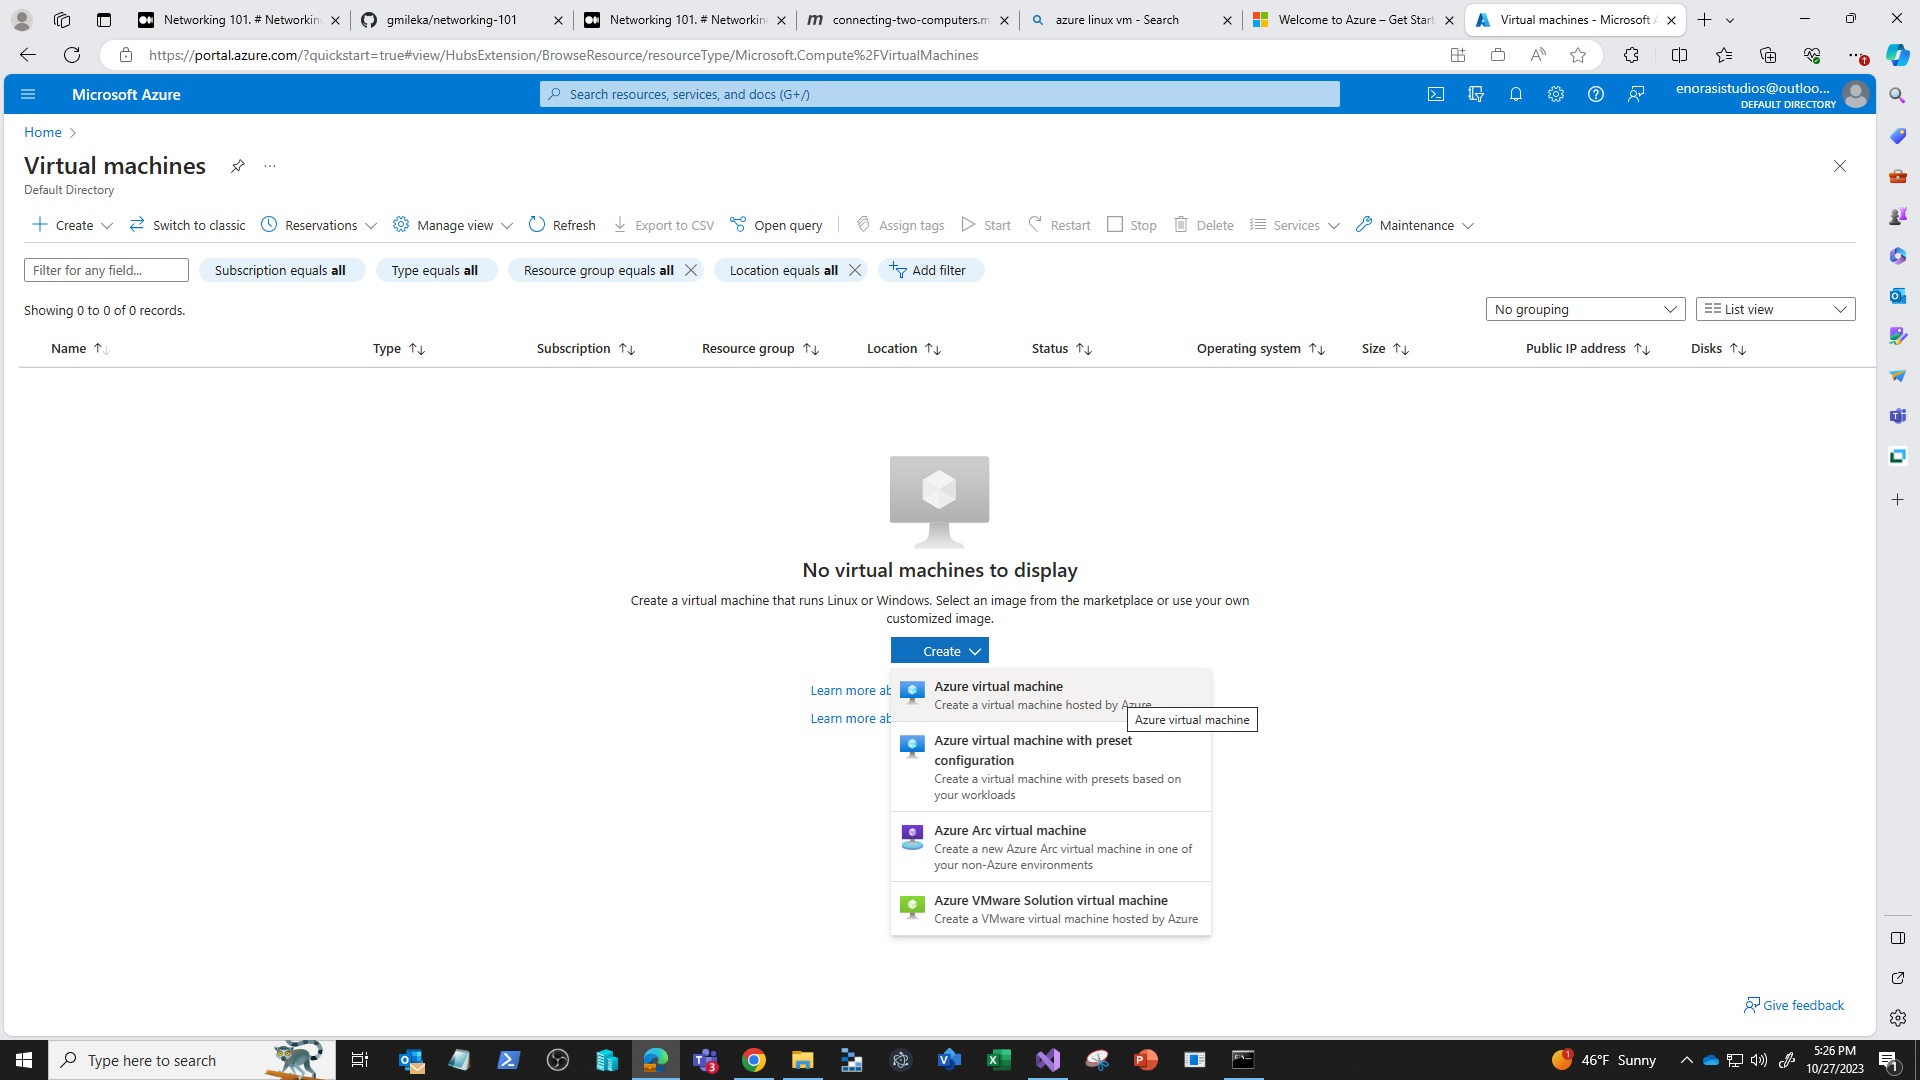 Networking 101. # Networkin
gmileka/networking-101
Networking 101. # Networkin
connecting-two-computers.m
azure linux vm - Search
Welcome to Azure – Get Start
Virtual machines - Microsoft A
https://portal.azure.com/?quickstart=true#view/HubsExtension/BrowseResource/resourceType/Microsoft.Compute%2FVirtualMachines
Microsoft Azure
Search resources, services, and docs (G+/)
enorasistudios@outloo...
DEFAULT DIRECTORY
Home
Virtual machines
Default Directory
Create
Switch to classic
Reservations
Manage view
Refresh
Export to CSV
Open query
Assign tags
Start
Restart
Stop
Delete
Services
Maintenance
Filter for any field...
Subscription equals all
Type equals all
Resource group equals all
Location equals all
Add filter
Showing 0 to 0 of 0 records.
No grouping
List view
Name
Type
Subscription
Resource group
Location
Status
Operating system
Size
Public IP address
Disks
No virtual machines to display
Create a virtual machine that runs Linux or Windows. Select an image from the marketplace or use your own
customized image.
Create
Learn more ab
Learn more ab
Azure virtual machine
Create a virtual machine hosted by Azure
Azure virtual machine
Azure virtual machine with preset
configuration
Create a virtual machine with presets based on
your workloads
Azure Arc virtual machine
Create a new Azure Arc virtual machine in one of
your non-Azure environments
Azure VMware Solution virtual machine
Create a VMware virtual machine hosted by Azure
Give feedback
Type here to search
46°F Sunny
5:26 PM
10/27/2023